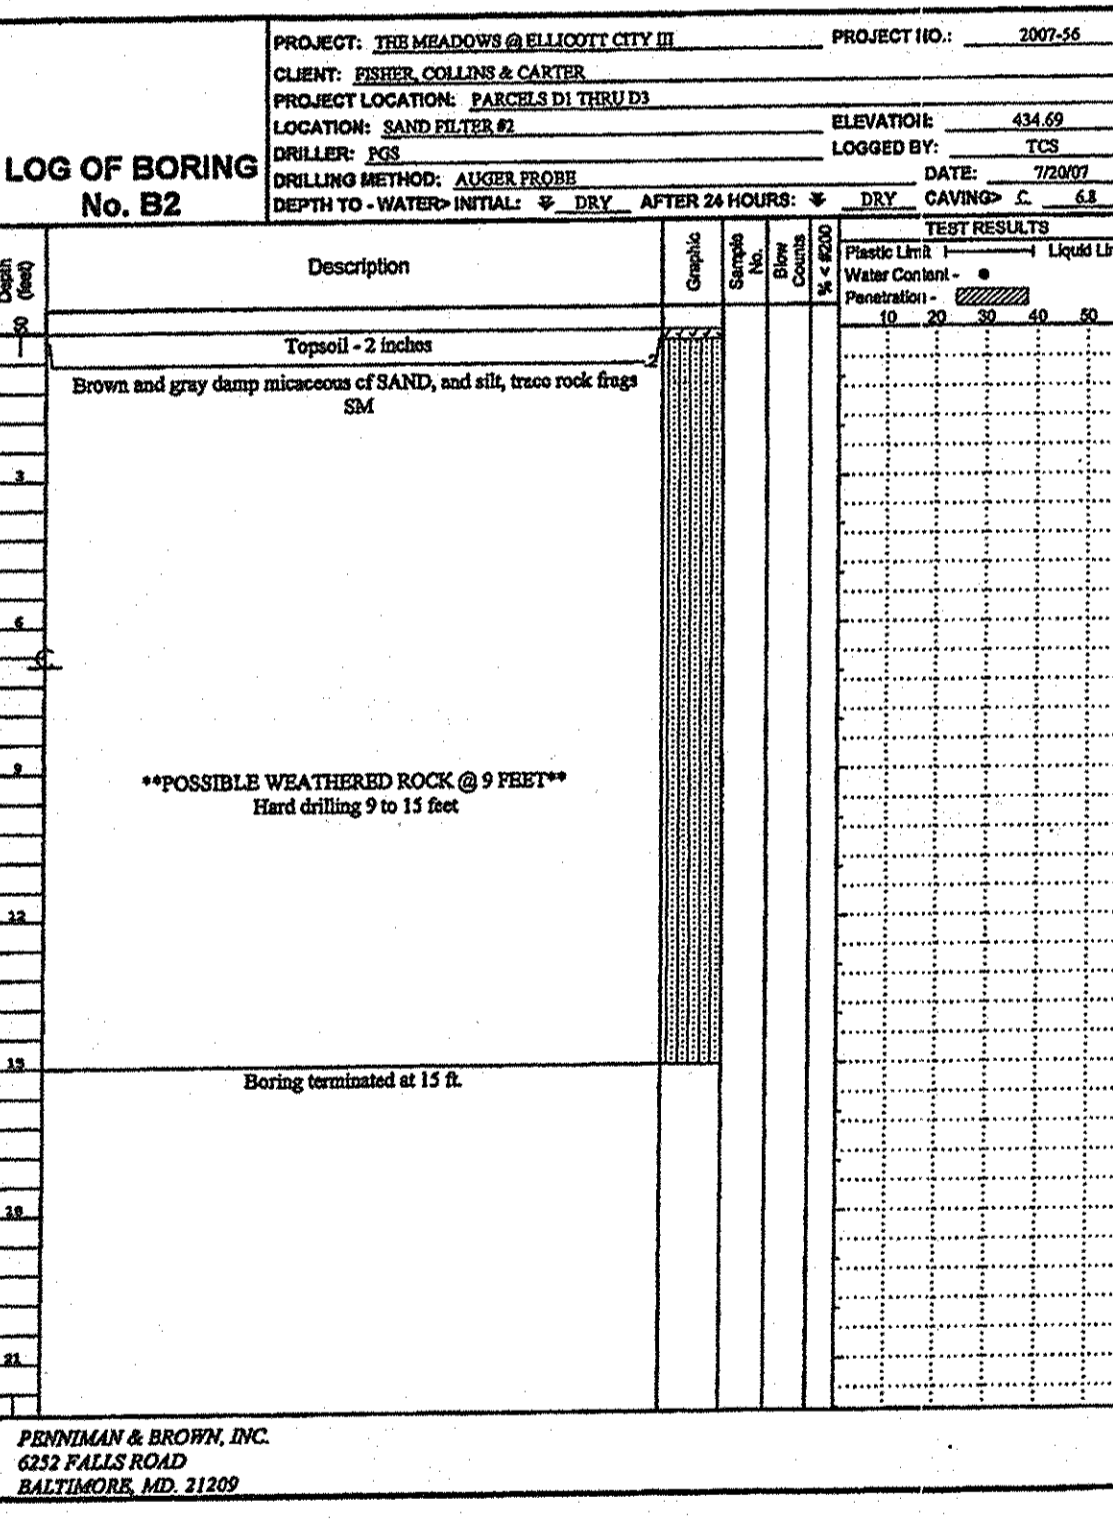 LOG OF BORING
No. B2
PROJECT: THE MEADOWS @ ELLICOTT CITY III PROJECT NO.: 2007-56
CLIENT: FISHER, COLLINS & CARTER
PROJECT LOCATION: PARCELS D1 THRU D3
LOCATION: SAND FILTER #2 ELEVATION: 434.69
DRILLER: PGS LOGGED BY: TCS
DRILLING METHOD: AUGER PROBE DATE: 7/20/07
DEPTH TO - WATER> INITIAL: DRY AFTER 24 HOURS: DRY CAVING> C 6.8
Depth (feet)
Description
Graphic
Sample No.
Blow Counts
% < #200
TEST RESULTS
Plastic Limit Liquid Lim
Water Content -
Penetration -
10 20 30 40 50
0
Topsoil - 2 inches
.2
Brown and gray damp micaceous cf SAND, and silt, trace rock frags
SM
3
6
C
9
**POSSIBLE WEATHERED ROCK @ 9 FEET**
Hard drilling 9 to 15 feet
12
15
Boring terminated at 15 ft.
18
21
PENNIMAN & BROWN, INC.
6252 FALLS ROAD
BALTIMORE, MD. 21209